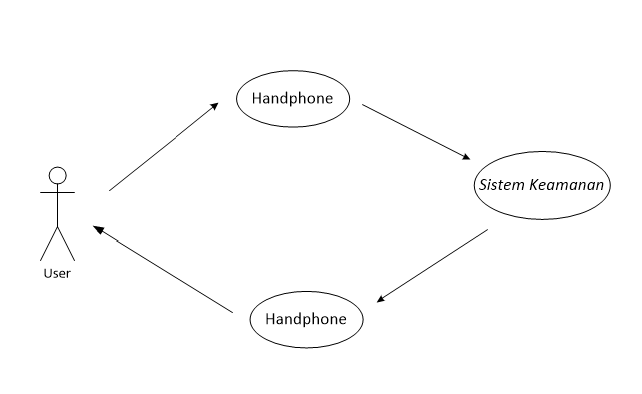 Handphone
Sistem Keamanan
User
Handphone